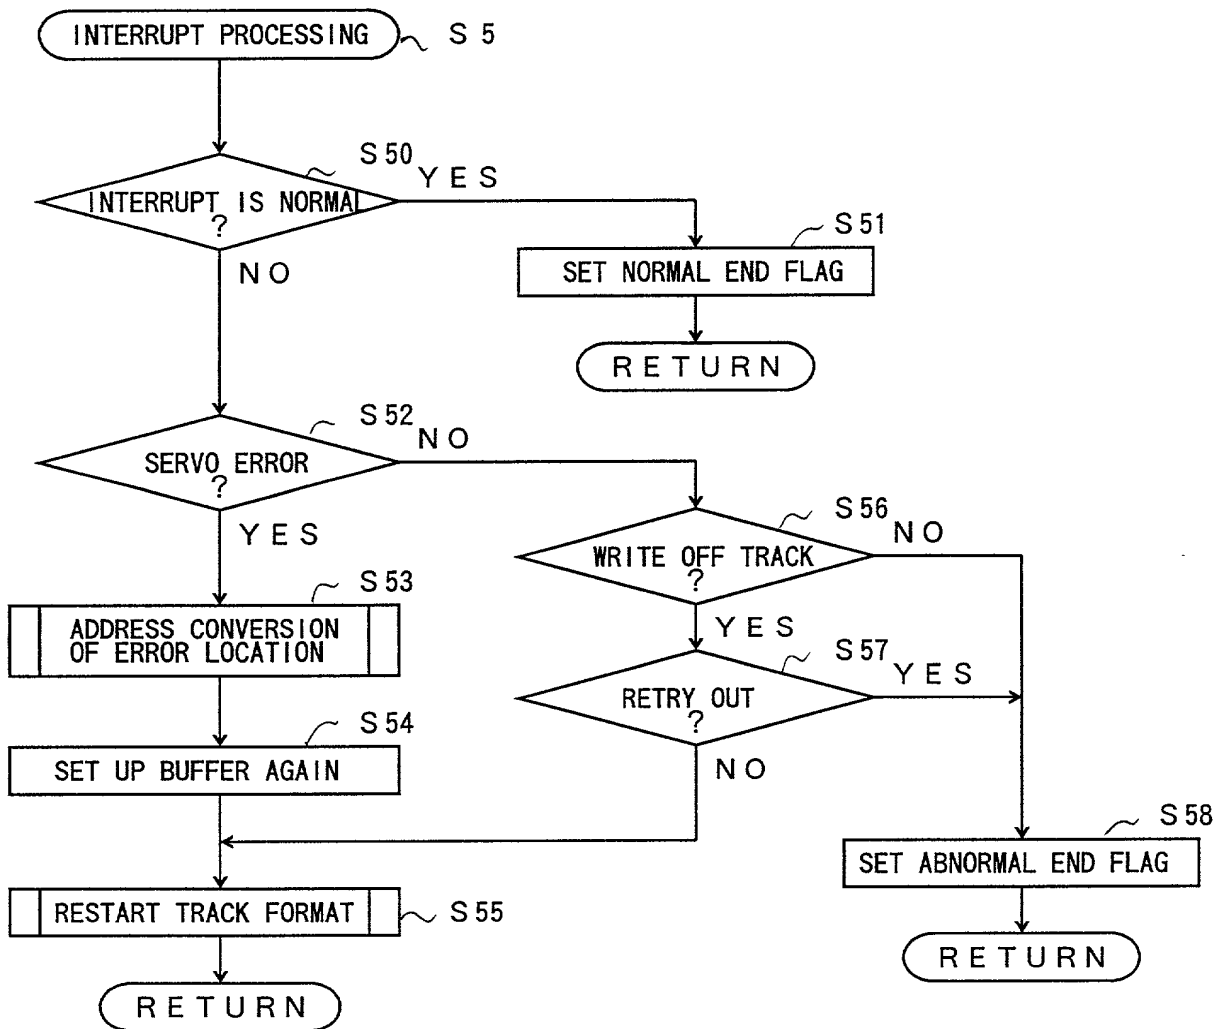 INTERRUPT PROCESSING
S 5
S 50
YES
INTERRUPT IS NORMAL
?
NO
S 51
SET NORMAL END FLAG
RETURN
S 52
NO
SERVO ERROR
?
YES
S 56
NO
WRITE OFF TRACK
?
YES
S 53
ADDRESS CONVERSION
OF ERROR LOCATION
S 57
YES
RETRY OUT
?
NO
S 54
SET UP BUFFER AGAIN
S 58
SET ABNORMAL END FLAG
RETURN
RESTART TRACK FORMAT
S 55
RETURN